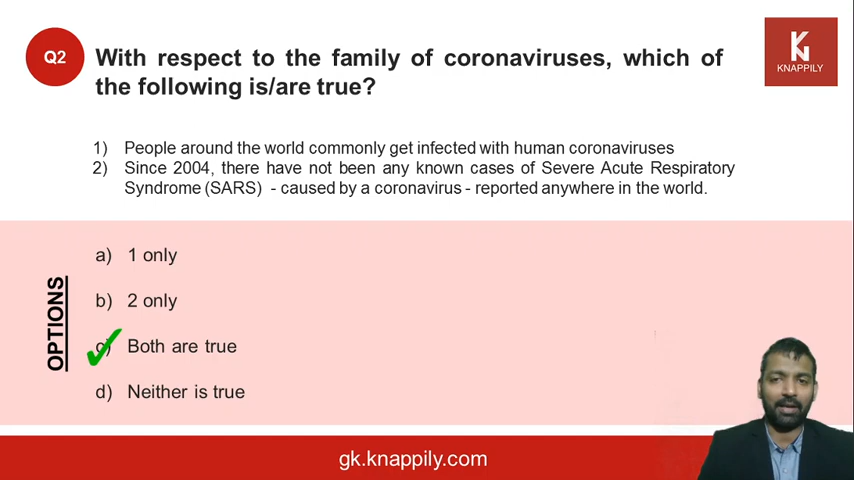 Q2
With respect to the family of coronaviruses, which of
the following is/are true?
KNAPPILY
1) People around the world commonly get infected with human coronaviruses
2) Since 2004, there have not been any known cases of Severe Acute Respiratory
Syndrome (SARS) - caused by a coronavirus - reported anywhere in the world.
OPTIONS
a) 1 only
b) 2 only
c) Both are true
d) Neither is true
gk.knappily.com